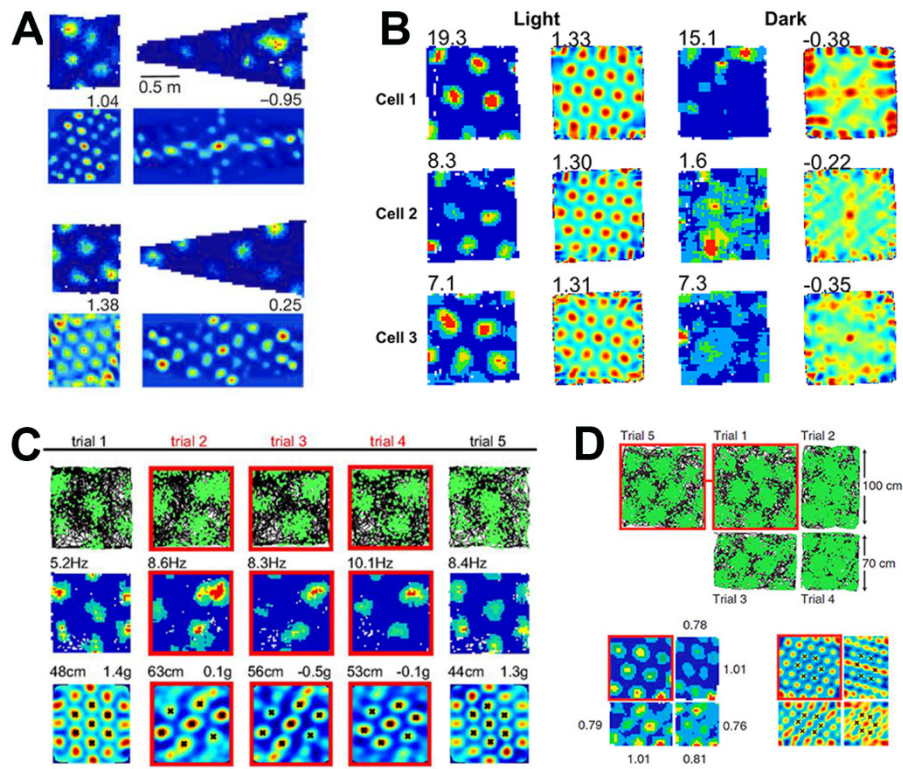 A
0.5 m
1.04
−0.95
1.38
0.25
B
Light
Dark
19.3
1.33
15.1
-0.38
Cell 1
8.3
1.30
1.6
-0.22
Cell 2
7.1
1.31
7.3
-0.35
Cell 3
C
trial 1
trial 2
trial 3
trial 4
trial 5
5.2Hz
8.6Hz
8.3Hz
10.1Hz
8.4Hz
48cm 1.4g
63cm 0.1g
56cm -0.5g
53cm -0.1g
44cm 1.3g
D
Trial 5
Trial 1
Trial 2
100 cm
70 cm
Trial 3
Trial 4
0.78
1.01
0.79
0.76
1.01
0.81